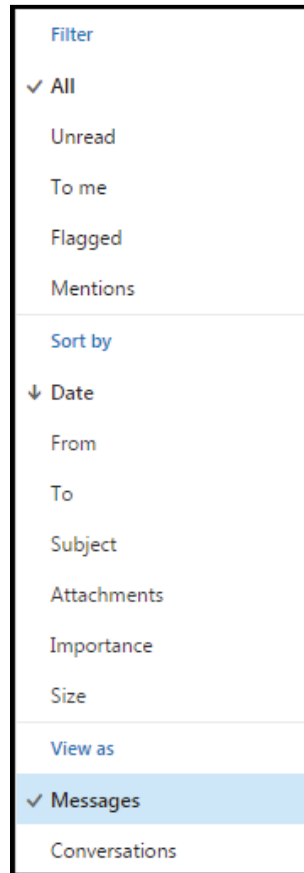 Filter
All
Unread
To me
Flagged
Mentions
Sort by
Date
From
To
Subject
Attachments
Importance
Size
View as
Messages
Conversations